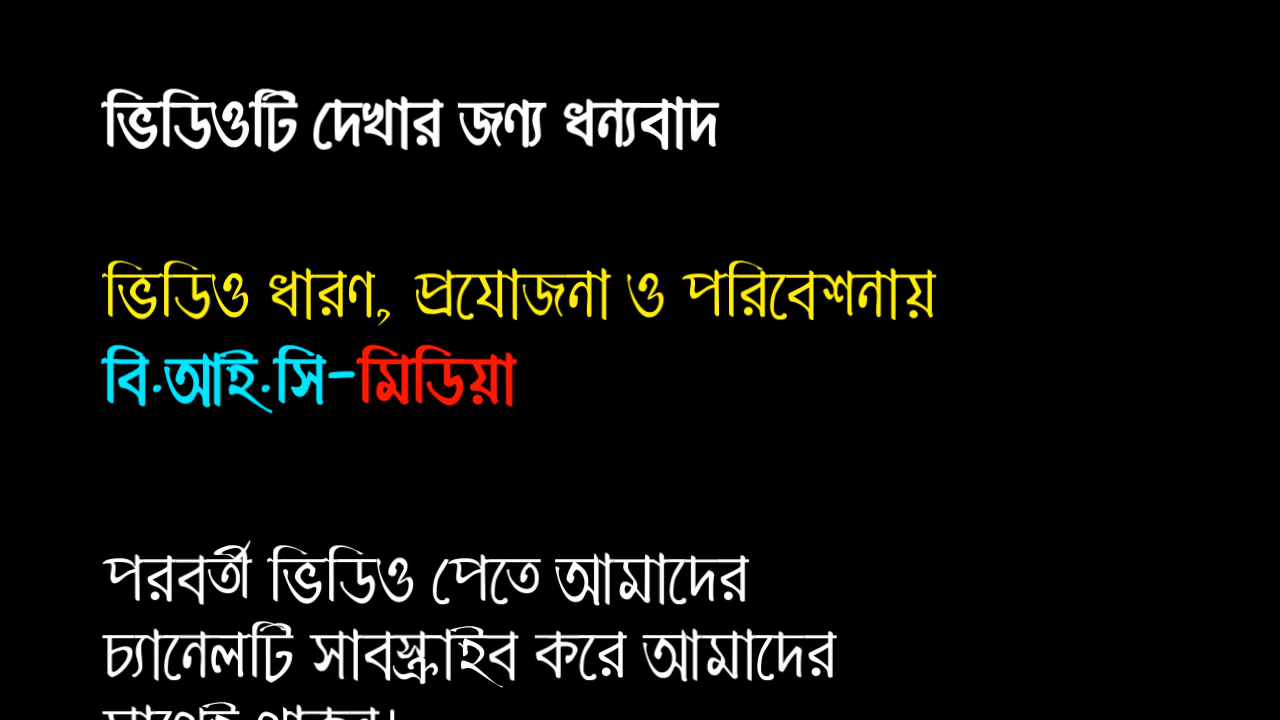 ভিডিওটি দেখার জণ্য ধন্যবাদ
ভিডিও ধারণ, প্রযোজনা ও পরিবেশনায়
বি.আই.সি-মিডিয়া
পরবর্তী ভিডিও পেতে আমাদের
চ্যানেলটি সাবস্ক্রাইব করে আমাদের